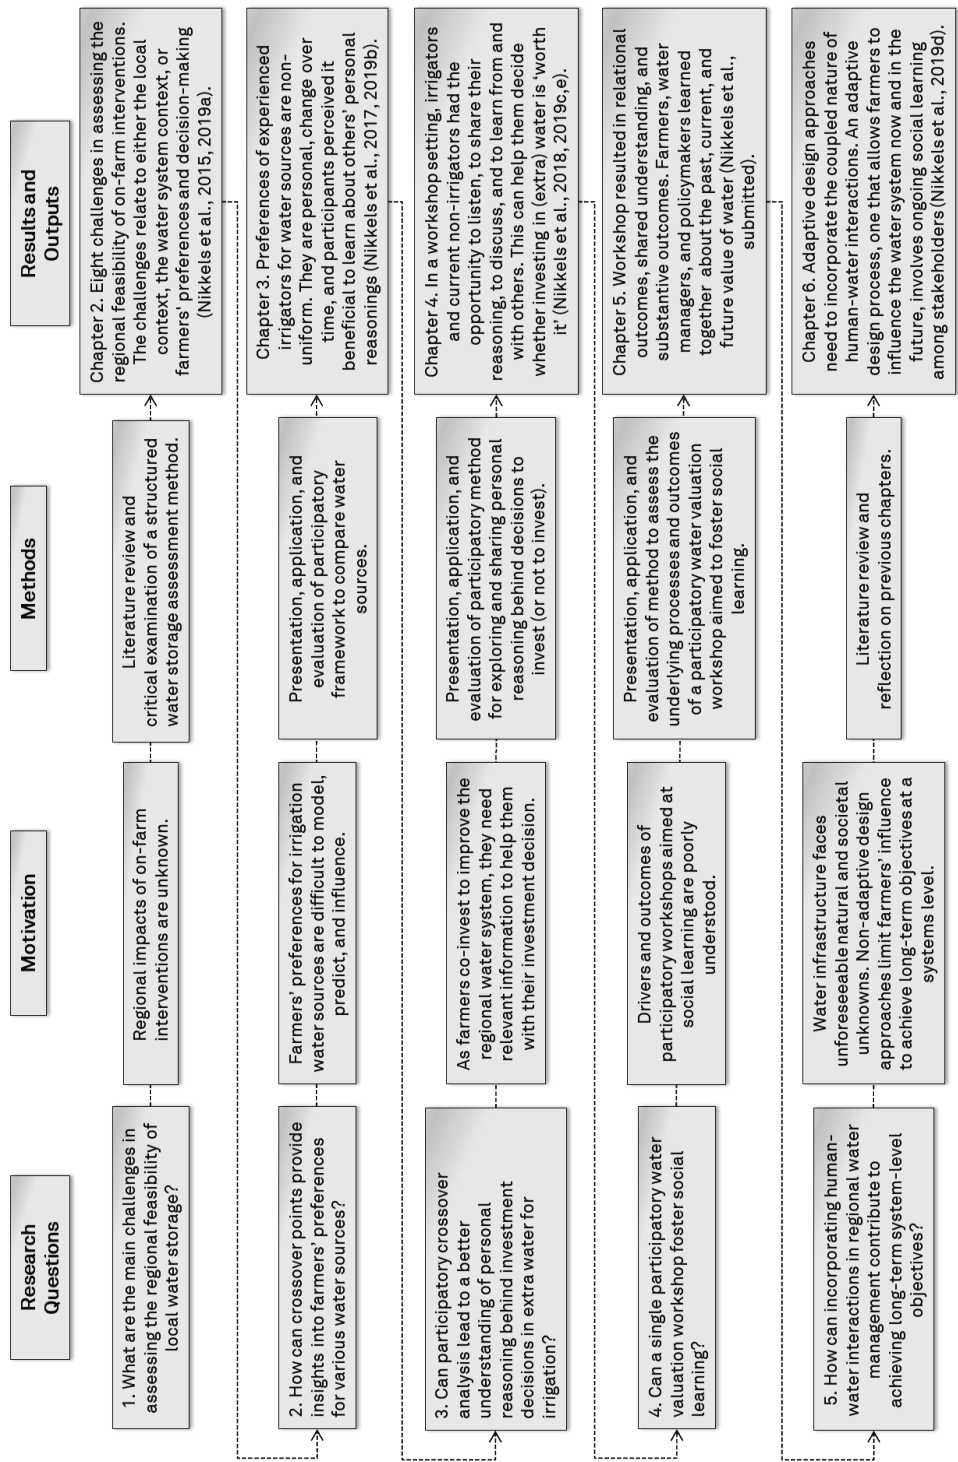 Research
Questions
Motivation
Methods
Results and
Outputs
1. What are the main challenges in
assessing the regional feasibility of
local water storage?
Regional impacts of on-farm
interventions are unknown.
Literature review and
critical examination of a structured
water storage assessment method.
Chapter 2. Eight challenges in assessing the
regional feasibility of on-farm interventions.
The challenges relate to either the local
context, the water system context, or
farmers' preferences and decision-making
(Nikkels et al., 2015, 2019a).
2. How can crossover points provide
insights into farmers' preferences
for various water sources?
Farmers' preferences for irrigation
water sources are difficult to model,
predict, and influence.
Presentation, application, and
evaluation of participatory
framework to compare water
sources.
Chapter 3. Preferences of experienced
irrigators for water sources are non-
uniform. They are personal, change over
time, and participants perceived it
beneficial to learn about others' personal
reasonings (Nikkels et al., 2017, 2019b).
3. Can participatory crossover
analysis lead to a better
understanding of personal
reasoning behind investment
decisions in extra water for
irrigation?
As farmers co-invest to improve the
regional water system, they need
relevant information to help them
with their investment decision.
Presentation, application, and
evaluation of participatory method
for exploring and sharing personal
reasoning behind decisions to
invest (or not to invest).
Chapter 4. In a workshop setting, irrigators
and current non-irrigators had the
opportunity to listen, to share their
reasoning, to discuss, and to learn from and
with others. This can help them decide
whether investing in (extra) water is 'worth
it' (Nikkels et al., 2018, 2019c,e).
4. Can a single participatory water
valuation workshop foster social
learning?
Drivers and outcomes of
participatory workshops aimed at
social learning are poorly
understood.
Presentation, application, and
evaluation of method to assess the
underlying processes and outcomes
of a participatory water valuation
workshop aimed to foster social
learning.
Chapter 5. Workshop resulted in relational
outcomes, shared understanding, and
substantive outcomes. Farmers, water
managers, and policymakers learned
together about the past, current, and
future value of water (Nikkels et al.,
submitted).
5. How can incorporating human-
water interactions in regional water
management contribute to
achieving long-term system-level
objectives?
Water infrastructure faces
unforeseeable natural and societal
unknowns. Non-adaptive design
approaches limit farmers' influence
to achieve long-term objectives at a
systems level.
Literature review and
reflection on previous chapters.
Chapter 6. Adaptive design approaches
need to incorporate the coupled nature of
human-water interactions. An adaptive
design process, one that allows farmers to
influence the water system now and in the
future, involves ongoing social learning
among stakeholders (Nikkels et al., 2019d).